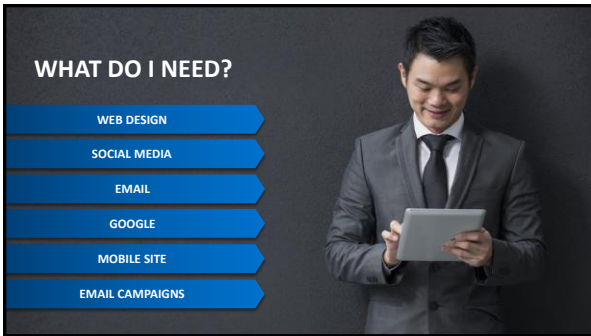 WHAT DO I NEED?
WEB DESIGN
SOCIAL MEDIA
EMAIL
GOOGLE
MOBILE SITE
EMAIL CAMPAIGNS